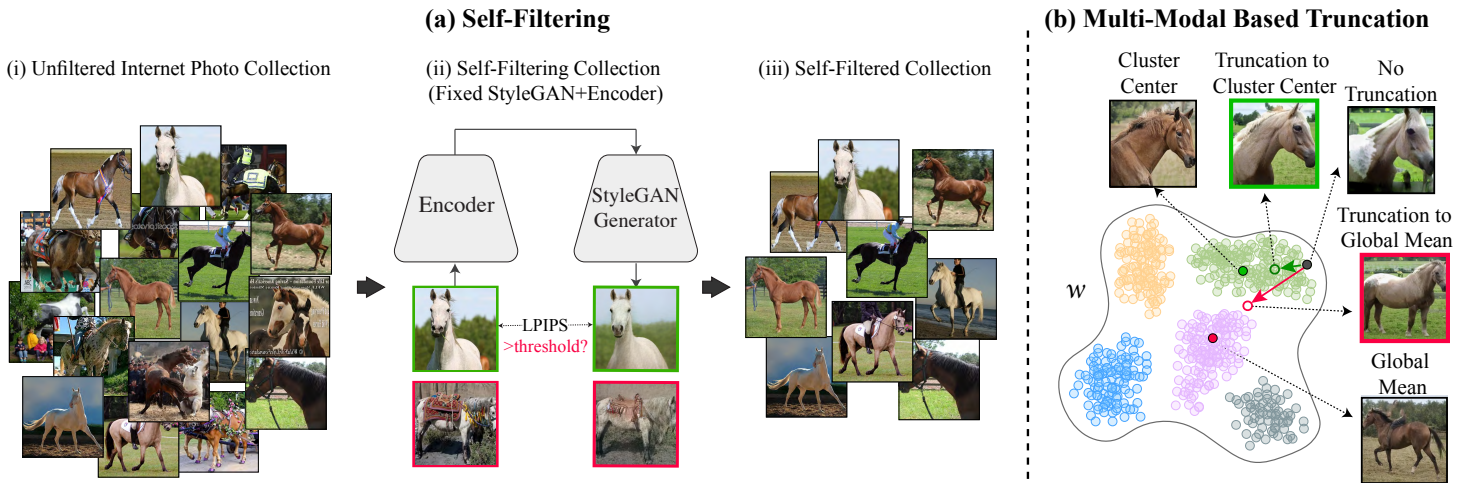 (a) Self-Filtering
(i) Unfiltered Internet Photo Collection
(ii) Self-Filtering Collection
(Fixed StyleGAN+Encoder)
(iii) Self-Filtered Collection
Encoder
StyleGAN
Generator
LPIPS
>threshold?
(b) Multi-Modal Based Truncation
Cluster
Center
Truncation to
Cluster Center
No
Truncation
Truncation to
Global Mean
w
Global
Mean